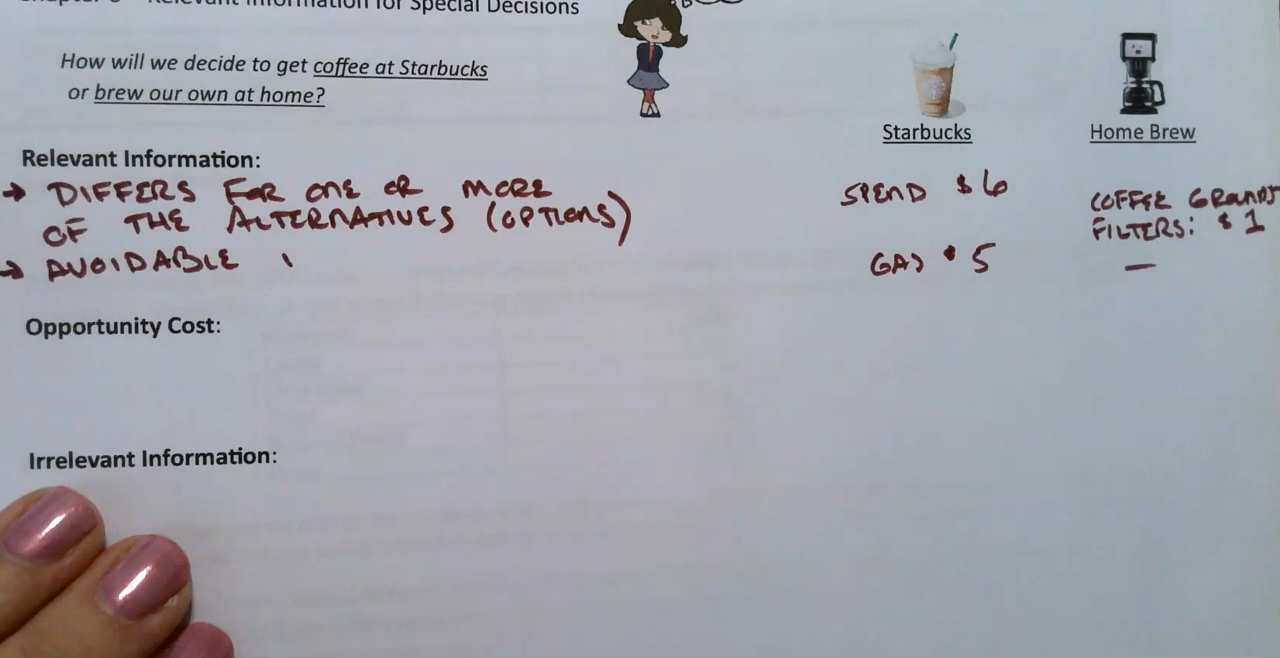 Relevant Information for Special Decisions
How will we decide to get coffee at Starbucks
or brew our own at home?
Starbucks
Home Brew
Relevant Information:
→ DIFFERS FOR ONE OR MORE
OF THE ALTERNATIVES (OPTIONS)
→ AVOIDABLE
SPEND $6
COFFEE GROUNDS
FILTERS: $1
GAS $5
—
Opportunity Cost:
Irrelevant Information: